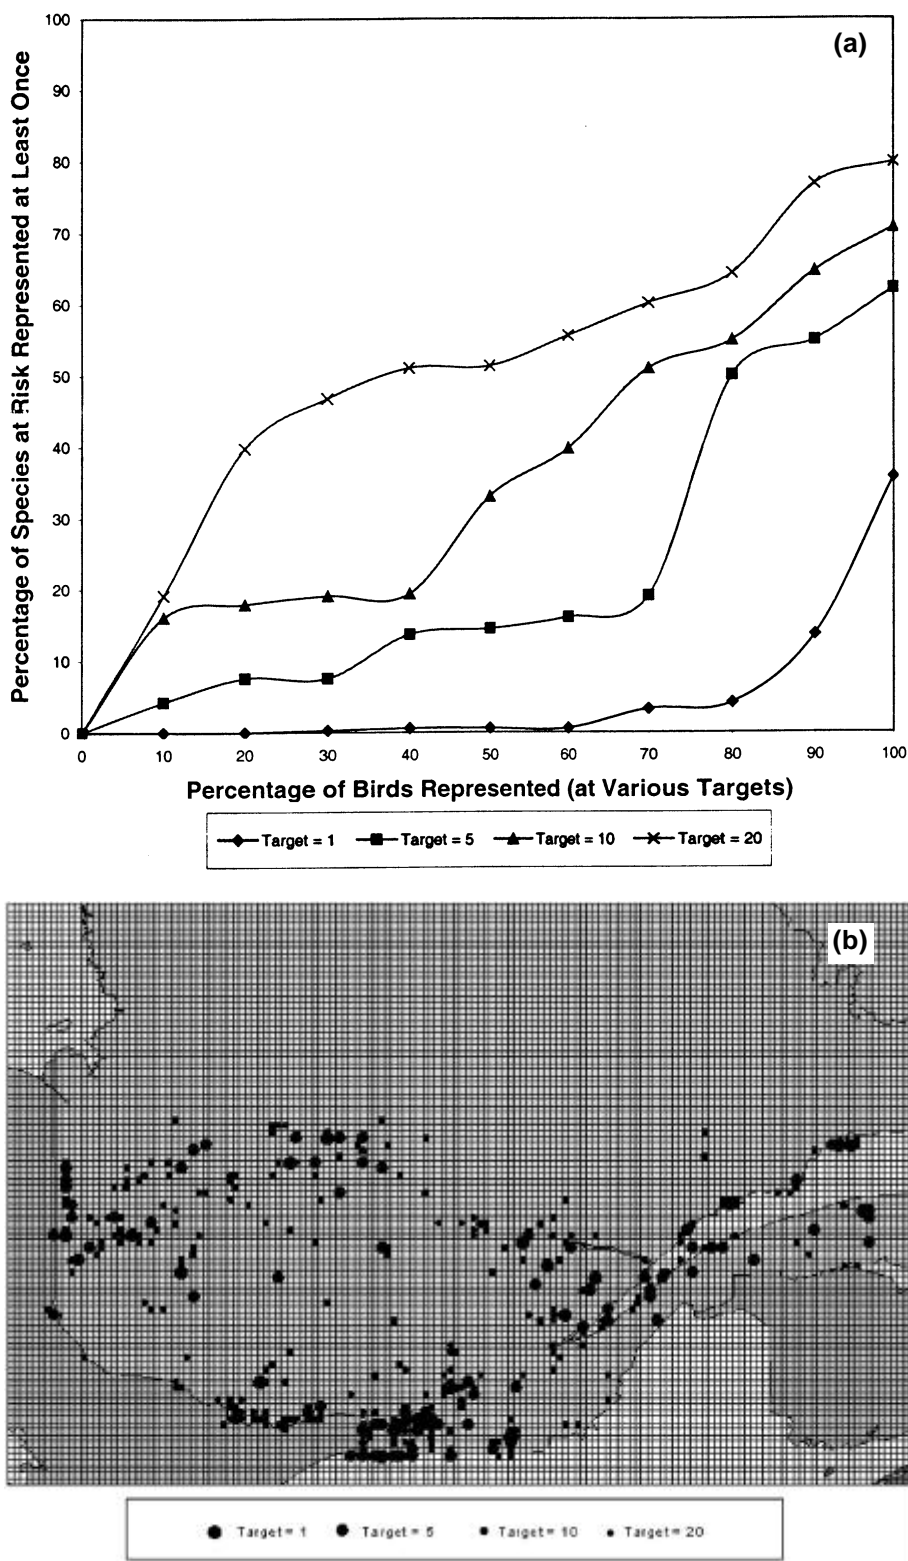 (a)
Percentage of Species at Risk Represented at Least Once
100
90
80
70
60
50
40
30
20
10
0
0 10 20 30 40 50 60 70 80 90 100
Percentage of Birds Represented (at Various Targets)
Target = 1 Target = 5 Target = 10 Target = 20
(b)
Target = 1 Target = 5 Target = 10 Target = 20